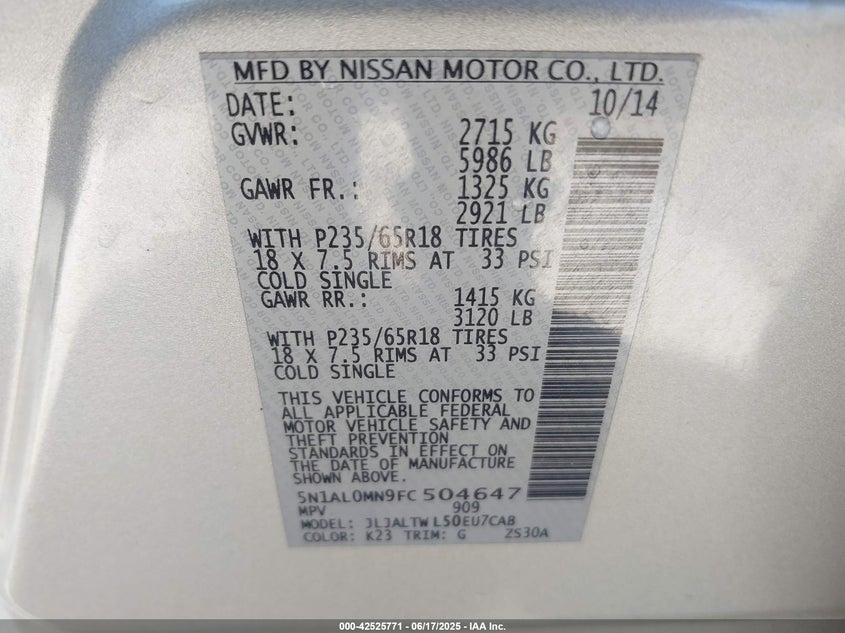 MFD BY NISSAN MOTOR CO., LTD.
DATE: 10/14
GVWR: 2715 KG
5986 LB
GAWR FR.: 1325 KG
2921 LB
WITH P235/65R18 TIRES
18 X 7.5 RIMS AT 33 PSI
COLD SINGLE
GAWR RR.: 1415 KG
3120 LB
WITH P235/65R18 TIRES
18 X 7.5 RIMS AT 33 PSI
COLD SINGLE
THIS VEHICLE CONFORMS TO
ALL APPLICABLE FEDERAL
MOTOR VEHICLE SAFETY AND
THEFT PREVENTION
STANDARDS IN EFFECT ON
THE DATE OF MANUFACTURE
SHOWN ABOVE.
5N1AL0MN9FC504647
MPV 909
MODEL: JLJALTWL50EU7CAB
COLOR: K23 TRIM: G ZS30A
000-42525771 - 06/17/2025 - IAA Inc.